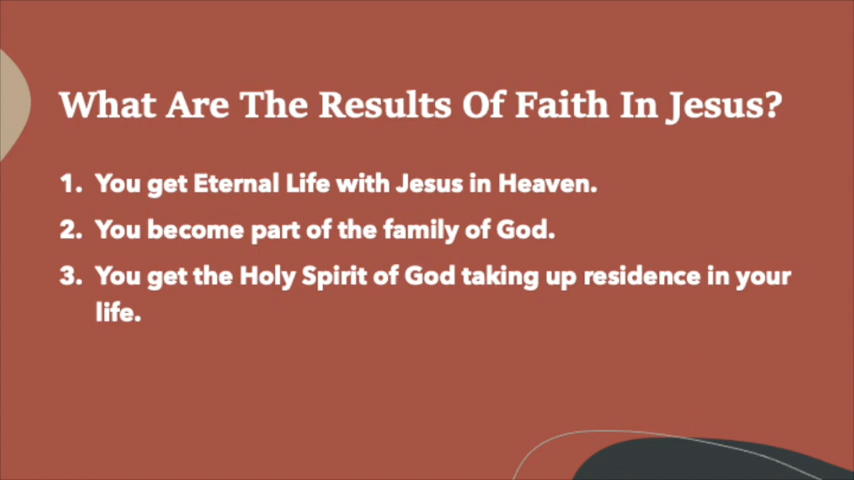 What Are The Results Of Faith In Jesus?
1. You get Eternal Life with Jesus in Heaven.
2. You become part of the family of God.
3. You get the Holy Spirit of God taking up residence in your
life.